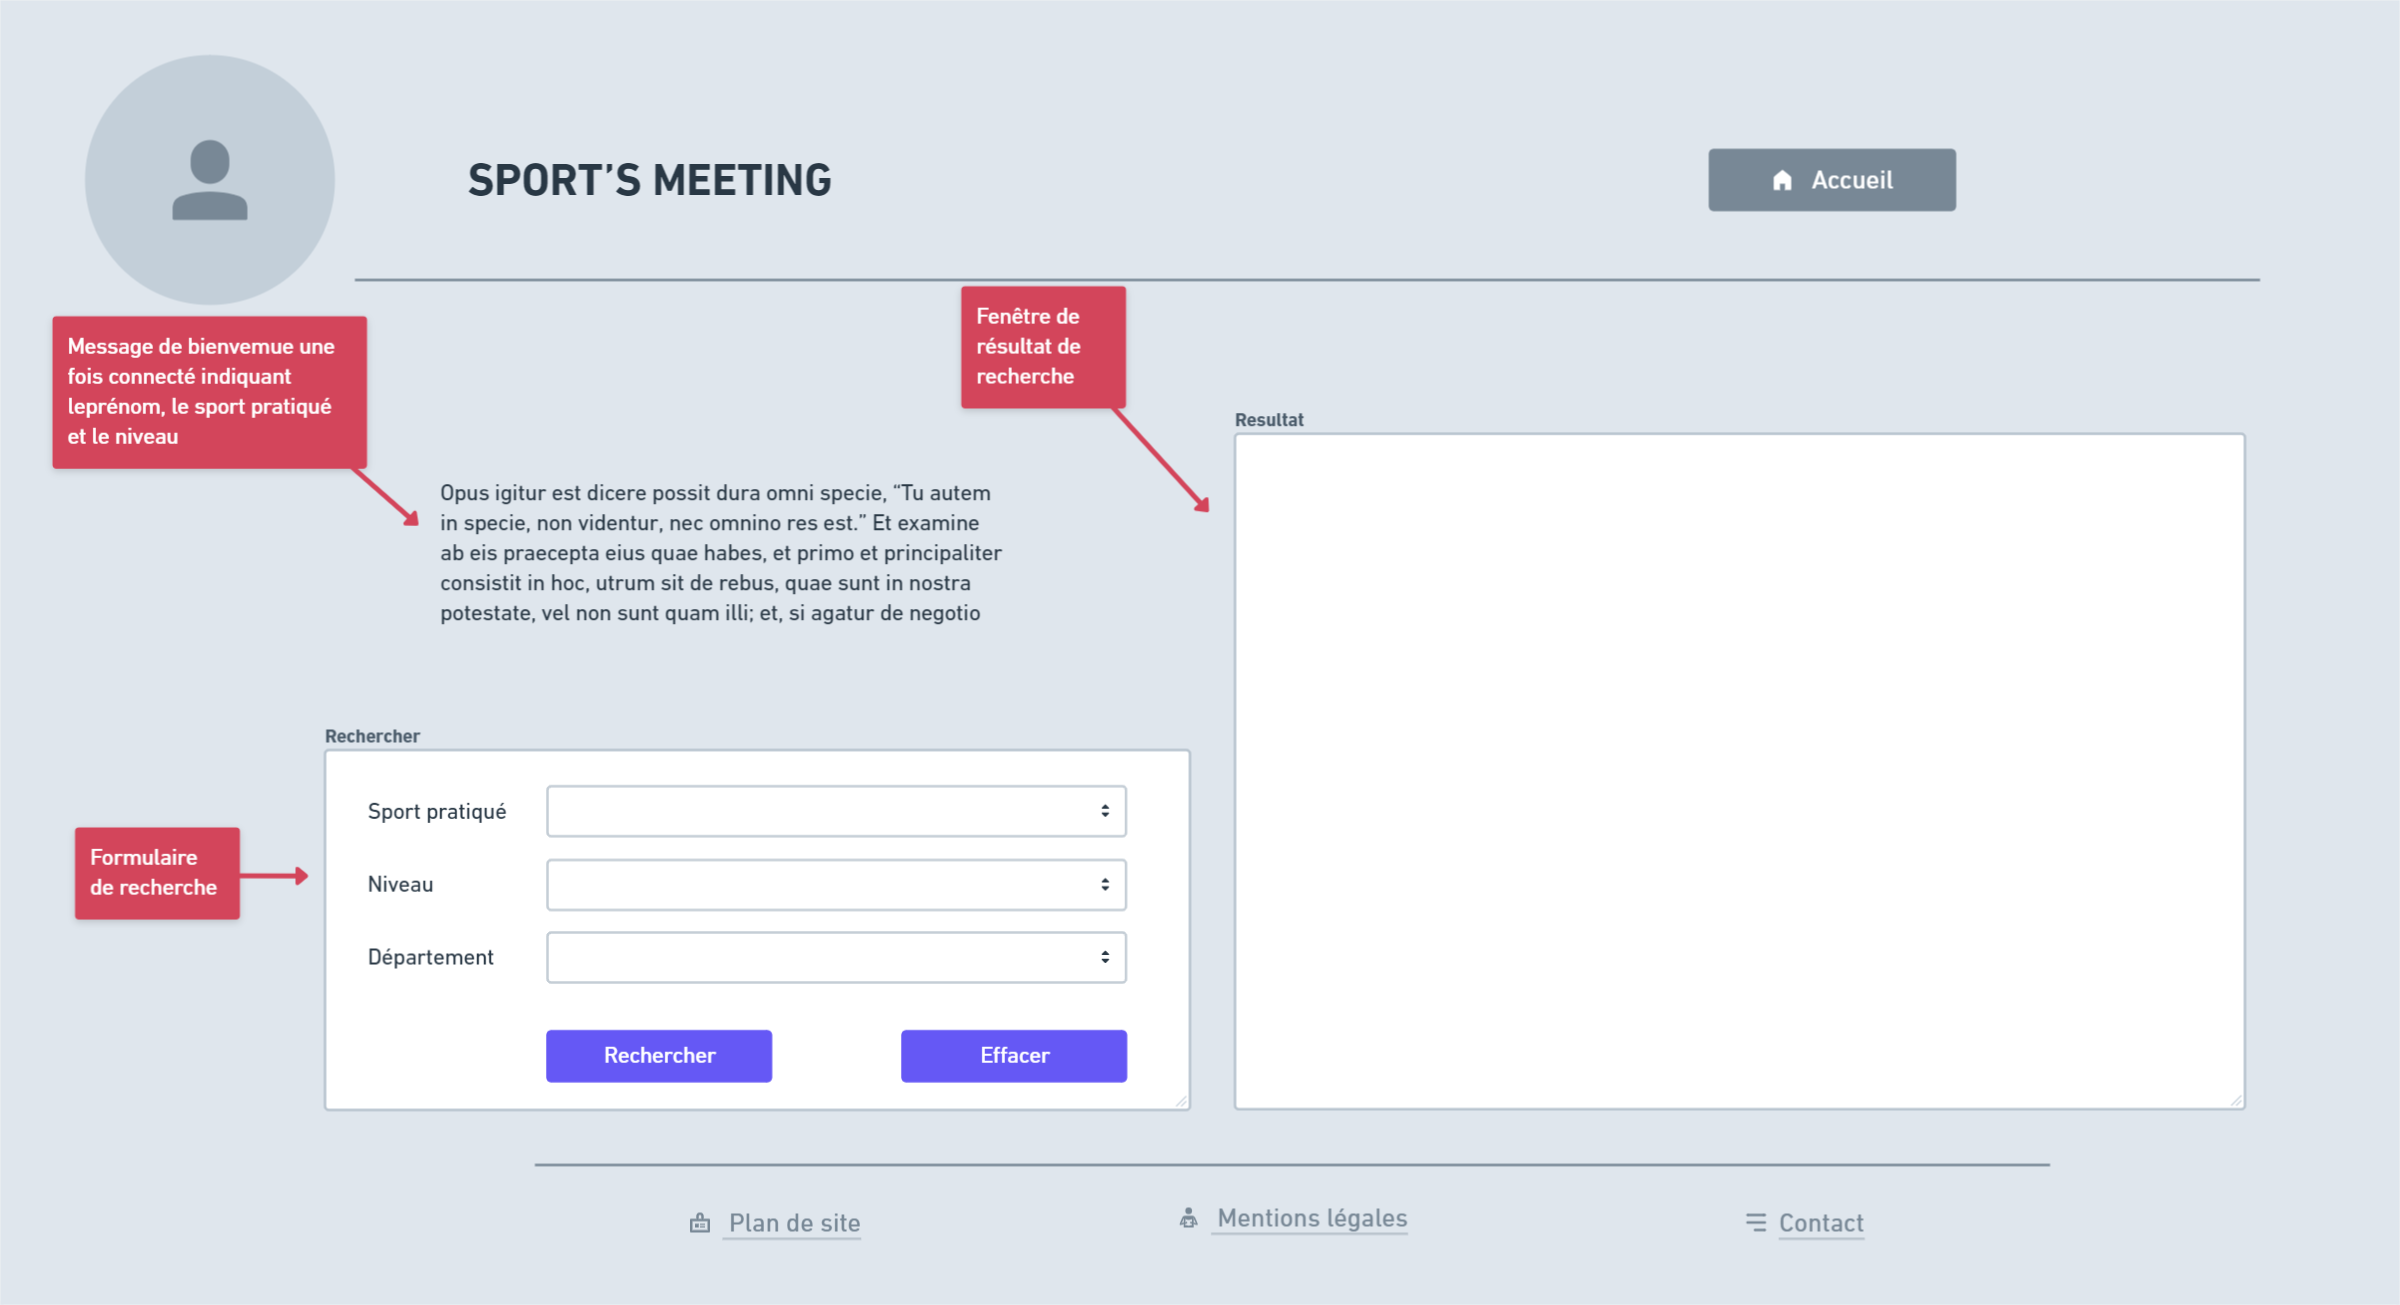 SPORT’S MEETING
Accueil
Message de bienvemue une
fois connecté indiquant
leprénom, le sport pratiqué
et le niveau
Fenêtre de
résultat de
recherche
Opus igitur est dicere possit dura omni specie, “Tu autem
in specie, non videntur, nec omnino res est.” Et examine
ab eis praecepta eius quae habes, et primo et principaliter
consistit in hoc, utrum sit de rebus, quae sunt in nostra
potestate, vel non sunt quam illi; et, si agatur de negotio
Resultat
Rechercher
Sport pratiqué
Formulaire
de recherche
Niveau
Département
Rechercher
Effacer
Plan de site
Mentions légales
Contact